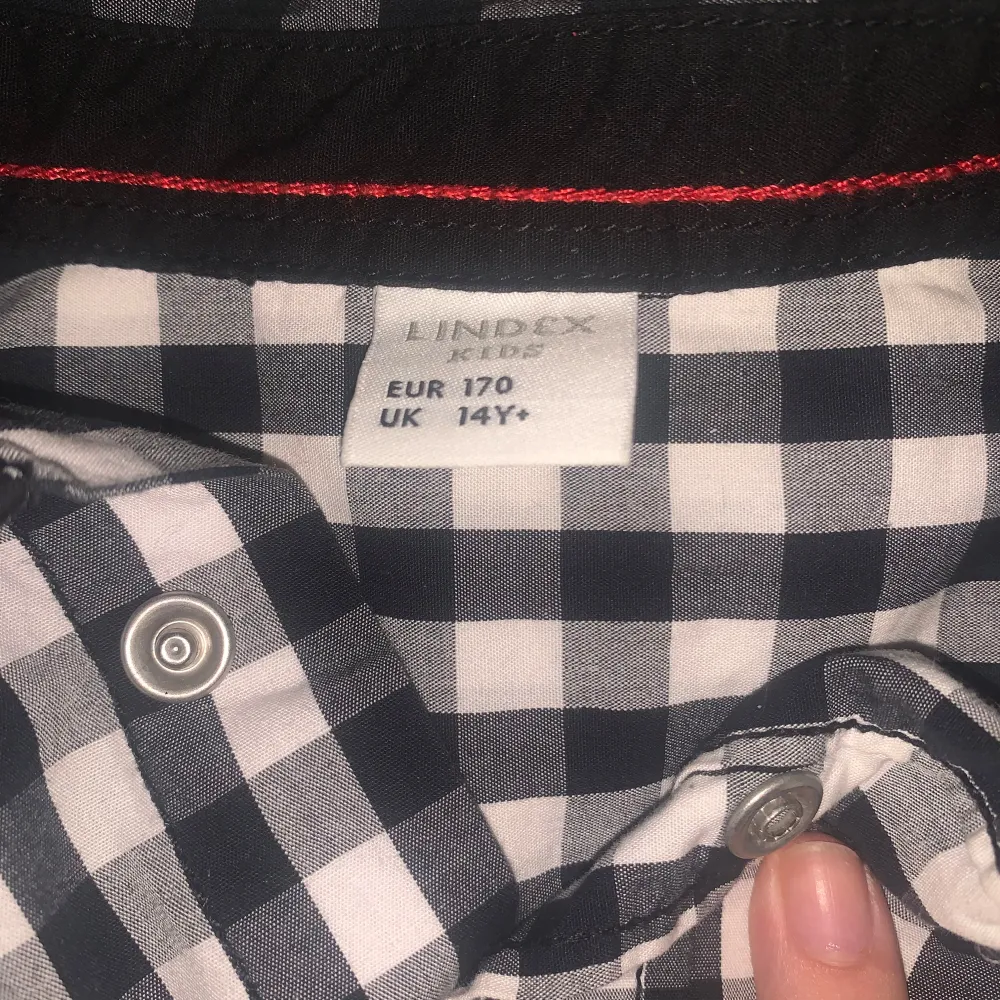 LINDEX
KIDS
EUR 170
UK 14Y+